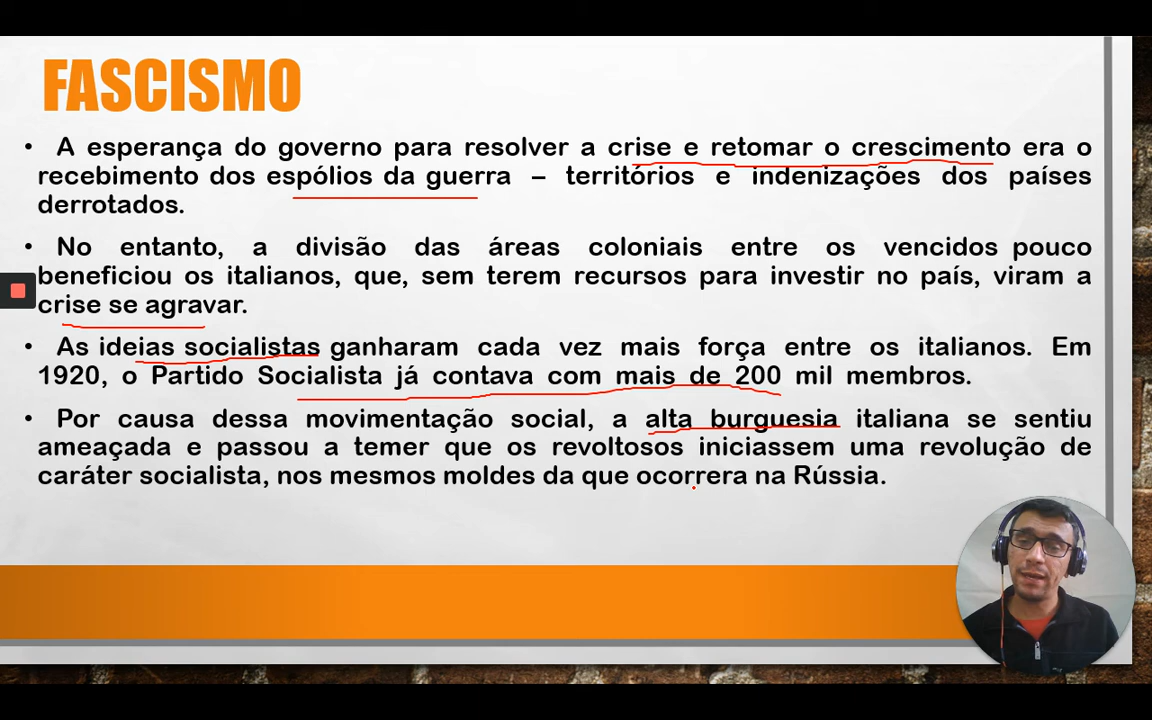 FASCISMO
• A esperança do governo para resolver a crise e retomar o crescimento era o
recebimento dos espólios da guerra – territórios e indenizações dos países
derrotados.
• No entanto, a divisão das áreas coloniais entre os vencidos pouco
beneficiou os italianos, que, sem terem recursos para investir no país, viram a
crise se agravar.
• As ideias socialistas ganharam cada vez mais força entre os italianos. Em
1920, o Partido Socialista já contava com mais de 200 mil membros.
• Por causa dessa movimentação social, a alta burguesia italiana se sentiu
ameaçada e passou a temer que os revoltosos iniciassem uma revolução de
caráter socialista, nos mesmos moldes da que ocorrera na Rússia.